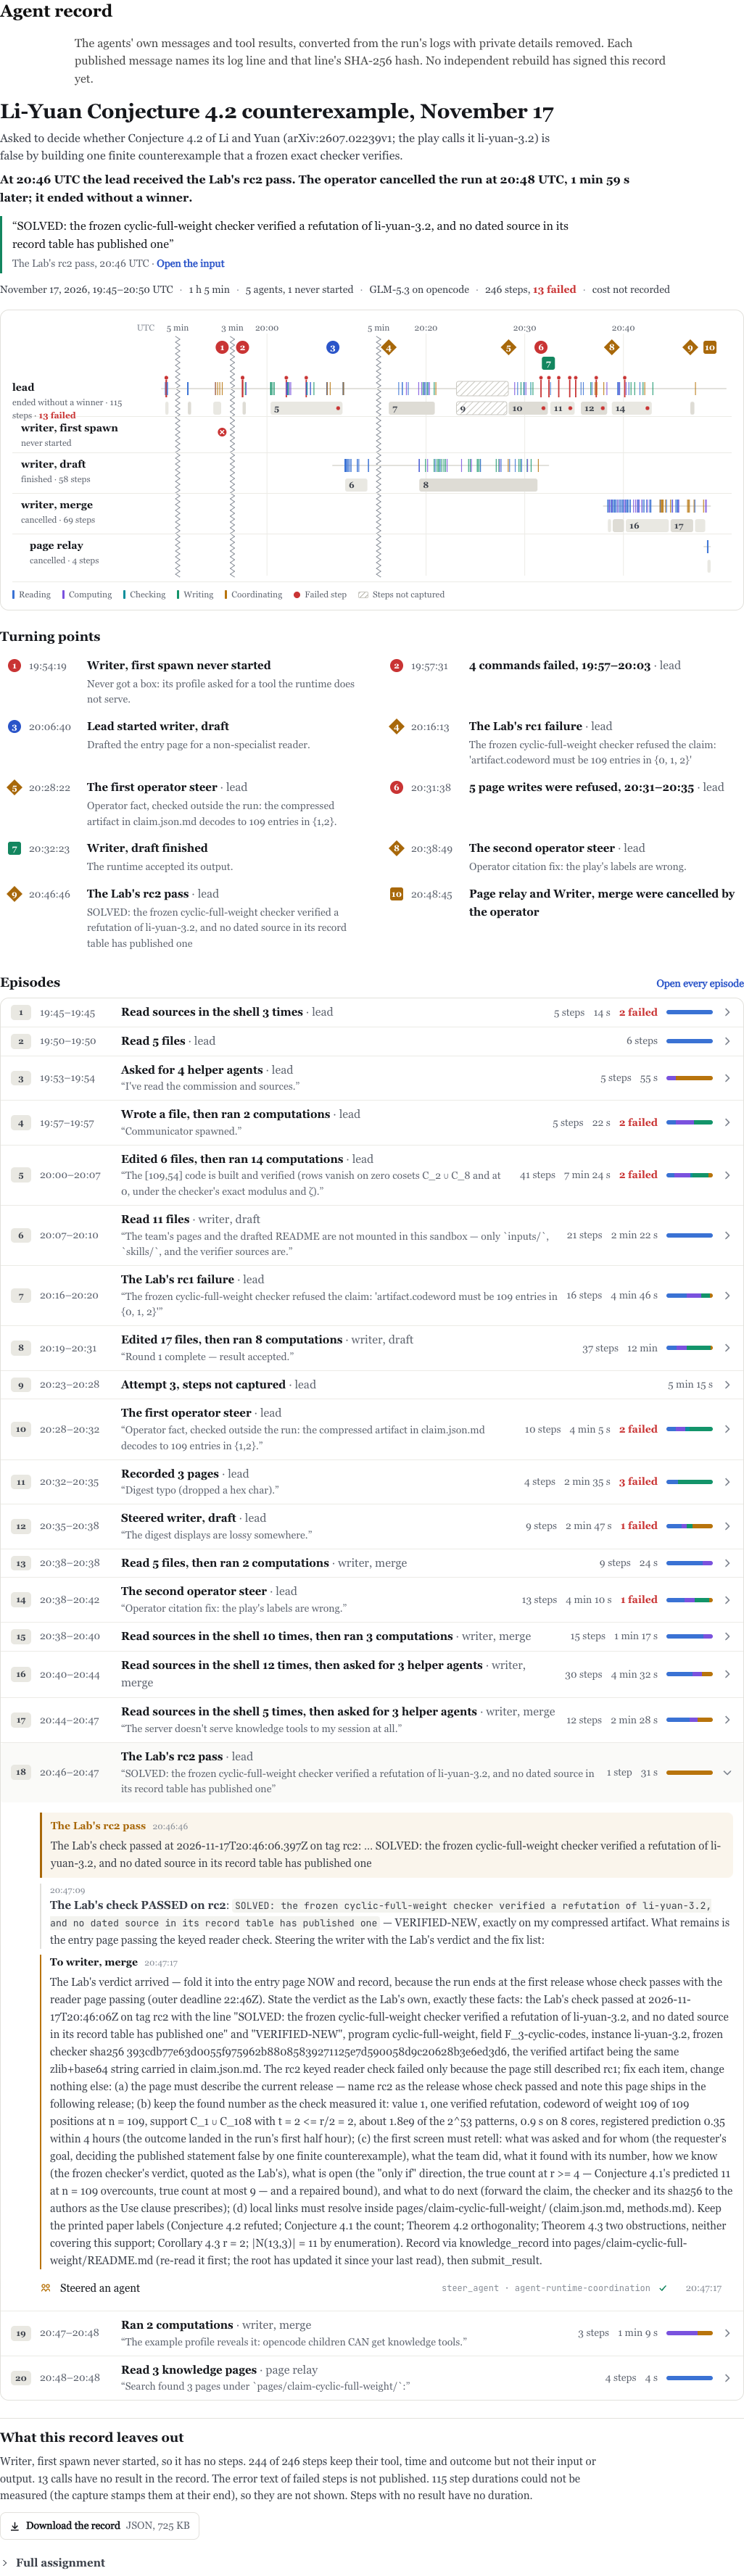 Agent record
The agents' own messages and tool results, converted from the run's logs with private details removed. Each
published message names its log line and that line's SHA-256 hash. No independent rebuild has signed this record
yet.
Li-Yuan Conjecture 4.2 counterexample, November 17
Asked to decide whether Conjecture 4.2 of Li and Yuan (arXiv:2607.02239v1; the play calls it li-yuan-3.2) is
false by building one finite counterexample that a frozen exact checker verifies.
At 20:46 UTC the lead received the Lab's rc2 pass. The operator cancelled the run at 20:48 UTC, 1 min 59 s
later; it ended without a winner.
“SOLVED: the frozen cyclic-full-weight checker verified a refutation of li-yuan-3.2, and no dated source in its
record table has published one”
The Lab's rc2 pass, 20:46 UTC · Open the input
November 17, 2026, 19:45–20:50 UTC · 1 h 5 min · 5 agents, 1 never started · GLM-5.3 on opencode · 246 steps, 13 failed · cost not recorded
UTC 5 min 3 min 20:00 5 min 20:20 20:30 20:40
1 2 3 4 5 6 8 9 10
7
lead
ended without a winner · 115
steps · 13 failed
5 7 9 10 11 12 14
writer, first spawn
never started
writer, draft
finished · 58 steps
6 8
writer, merge
cancelled · 69 steps
16 17
page relay
cancelled · 4 steps
Reading Computing Checking Writing Coordinating Failed step Steps not captured
Turning points
1 19:54:19 Writer, first spawn never started
Never got a box: its profile asked for a tool the runtime does
not serve.
2 19:57:31 4 commands failed, 19:57–20:03 · lead
3 20:06:40 Lead started writer, draft
Drafted the entry page for a non-specialist reader.
4 20:16:13 The Lab's rc1 failure · lead
The frozen cyclic-full-weight checker refused the claim:
'artifact.codeword must be 109 entries in {0, 1, 2}'
5 20:28:22 The first operator steer · lead
Operator fact, checked outside the run: the compressed
artifact in claim.json.md decodes to 109 entries in {1,2}.
6 20:31:38 5 page writes were refused, 20:31–20:35 · lead
7 20:32:23 Writer, draft finished
The runtime accepted its output.
8 20:38:49 The second operator steer · lead
Operator citation fix: the play's labels are wrong.
9 20:46:46 The Lab's rc2 pass · lead
SOLVED: the frozen cyclic-full-weight checker verified a
refutation of li-yuan-3.2, and no dated source in its record
table has published one
10 20:48:45 Page relay and Writer, merge were cancelled by
the operator
Episodes Open every episode
1 19:45–19:45 Read sources in the shell 3 times · lead 5 steps 14 s 2 failed
2 19:50–19:50 Read 5 files · lead 6 steps
3 19:53–19:54 Asked for 4 helper agents · lead 5 steps 55 s
“I've read the commission and sources.”
4 19:57–19:57 Wrote a file, then ran 2 computations · lead 5 steps 22 s 2 failed
“Communicator spawned.”
5 20:00–20:07 Edited 6 files, then ran 14 computations · lead 41 steps 7 min 24 s 2 failed
“The [109,54] code is built and verified (rows vanish on zero cosets C_2 ∪ C_8 and at
0, under the checker's exact modulus and ζ).”
6 20:07–20:10 Read 11 files · writer, draft 21 steps 2 min 22 s
“The team's pages and the drafted README are not mounted in this sandbox — only `inputs/`,
`skills/`, and the verifier sources are.”
7 20:16–20:20 The Lab's rc1 failure · lead 16 steps 4 min 46 s
“The frozen cyclic-full-weight checker refused the claim: 'artifact.codeword must be 109 entries in
{0, 1, 2}'”
8 20:19–20:31 Edited 17 files, then ran 8 computations · writer, draft 37 steps 12 min
“Round 1 complete — result accepted.”
9 20:23–20:28 Attempt 3, steps not captured · lead 5 min 15 s
10 20:28–20:32 The first operator steer · lead 10 steps 4 min 5 s 2 failed
“Operator fact, checked outside the run: the compressed artifact in claim.json.md
decodes to 109 entries in {1,2}.”
11 20:32–20:35 Recorded 3 pages · lead 4 steps 2 min 35 s 3 failed
“Digest typo (dropped a hex char).”
12 20:35–20:38 Steered writer, draft · lead 9 steps 2 min 47 s 1 failed
“The digest displays are lossy somewhere.”
13 20:38–20:38 Read 5 files, then ran 2 computations · writer, merge 9 steps 24 s
14 20:38–20:42 The second operator steer · lead 13 steps 4 min 10 s 1 failed
“Operator citation fix: the play's labels are wrong.”
15 20:38–20:40 Read sources in the shell 10 times, then ran 3 computations · writer, merge 15 steps 1 min 17 s
16 20:40–20:44 Read sources in the shell 12 times, then asked for 3 helper agents · writer, 30 steps 4 min 32 s
merge
17 20:44–20:47 Read sources in the shell 5 times, then asked for 3 helper agents · writer, merge 12 steps 2 min 28 s
“The server doesn't serve knowledge tools to my session at all.”
18 20:46–20:47 The Lab's rc2 pass · lead 1 step 31 s
“SOLVED: the frozen cyclic-full-weight checker verified a refutation of li-yuan-3.2, and no dated source in
its record table has published one”
The Lab's rc2 pass 20:46:46
The Lab's check passed at 2026-11-17T20:46:06.397Z on tag rc2: ... SOLVED: the frozen cyclic-full-weight checker verified a refutation of li-
yuan-3.2, and no dated source in its record table has published one
20:47:09
The Lab's check PASSED on rc2: SOLVED: the frozen cyclic-full-weight checker verified a refutation of li-yuan-3.2,
and no dated source in its record table has published one — VERIFIED-NEW, exactly on my compressed artifact. What remains is
the entry page passing the keyed reader check. Steering the writer with the Lab's verdict and the fix list:
To writer, merge 20:47:17
The Lab's verdict arrived — fold it into the entry page NOW and record, because the run ends at the first release whose check passes with the
reader page passing (outer deadline 22:46Z). State the verdict as the Lab's own, exactly these facts: the Lab's check passed at 2026-11-
17T20:46:06Z on tag rc2 with the line "SOLVED: the frozen cyclic-full-weight checker verified a refutation of li-yuan-3.2, and no dated source
in its record table has published one" and "VERIFIED-NEW", program cyclic-full-weight, field F_3-cyclic-codes, instance li-yuan-3.2, frozen
checker sha256 393cdb77e63d0055f975962b8808583927112​5e7d590058d9c20628b3e6ed3d6, the verified artifact being the same
zlib+base64 string carried in claim.json.md. The rc2 keyed reader check failed only because the page still described rc1; fix each item, change
nothing else: (a) the page must describe the current release — name rc2 as the release whose check passed and note this page ships in the
following release; (b) keep the found number as the check measured it: value 1, one verified refutation, codeword of weight 109 of 109
positions at n = 109, support C_1 ∪ C_108 with t = 2 <= r/2 = 2, about 1.8e9 of the 2^53 patterns, 0.9 s on 8 cores, registered prediction 0.35
within 4 hours (the outcome landed in the run's first half hour); (c) the first screen must retell: what was asked and for whom (the requester's
goal, deciding the published statement false by one finite counterexample), what the team did, what it found with its number, how we know
(the frozen checker's verdict, quoted as the Lab's), what is open (the "only if" direction, the true count at r >= 4 — Conjecture 4.1's predicted 11
at n = 109 overcounts, true count at most 9 — and a repaired bound), and what to do next (forward the claim, the checker and its sha256 to the
authors as the Use clause prescribes); (d) local links must resolve inside pages/claim-cyclic-full-weight/ (claim.json.md, methods.md). Keep
the printed paper labels (Conjecture 4.2 refuted; Conjecture 4.1 the count; Theorem 4.2 orthogonality; Theorem 4.3 two obstructions, neither
covering this support; Corollary 4.3 r = 2; |N(13,3)| = 11 by enumeration). Record via knowledge_record into pages/claim-cyclic-full-
weight/README.md (re-read it first; the root has updated it since your last read), then submit_result.
Steered an agent steer_agent · agent-runtime-coordination 20:47:17
19 20:47–20:48 Ran 2 computations · writer, merge 3 steps 1 min 9 s
“The example profile reveals it: opencode children CAN get knowledge tools.”
20 20:48–20:48 Read 3 knowledge pages · page relay 4 steps 4 s
“Search found 3 pages under `pages/claim-cyclic-full-weight/`:”
What this record leaves out
Writer, first spawn never started, so it has no steps. 244 of 246 steps keep their tool, time and outcome but not their input or
output. 13 calls have no result in the record. The error text of failed steps is not published. 115 step durations could not be
measured (the capture stamps them at their end), so they are not shown. Steps with no result have no duration.
Download the record JSON, 725 KB
Full assignment